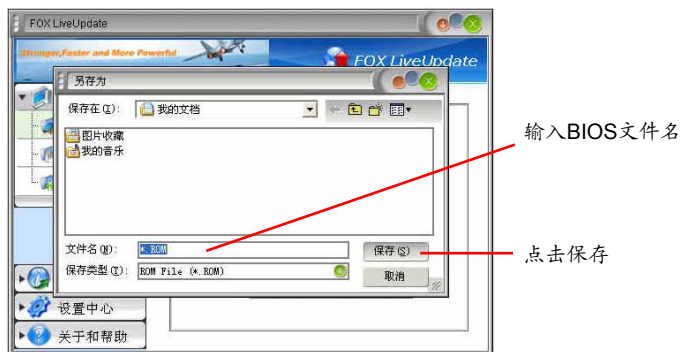 FOX LiveUpdate
Stronger,Faster and More Powerful
FOX LiveUpdate
另存为
保存在(I):
我的文档
图片收藏
我的音乐
输入BIOS文件名
文件名(N):
*.ROM
保存(S)
点击保存
保存类型(T):
ROM File (*.ROM)
取消
设置中心
关于和帮助